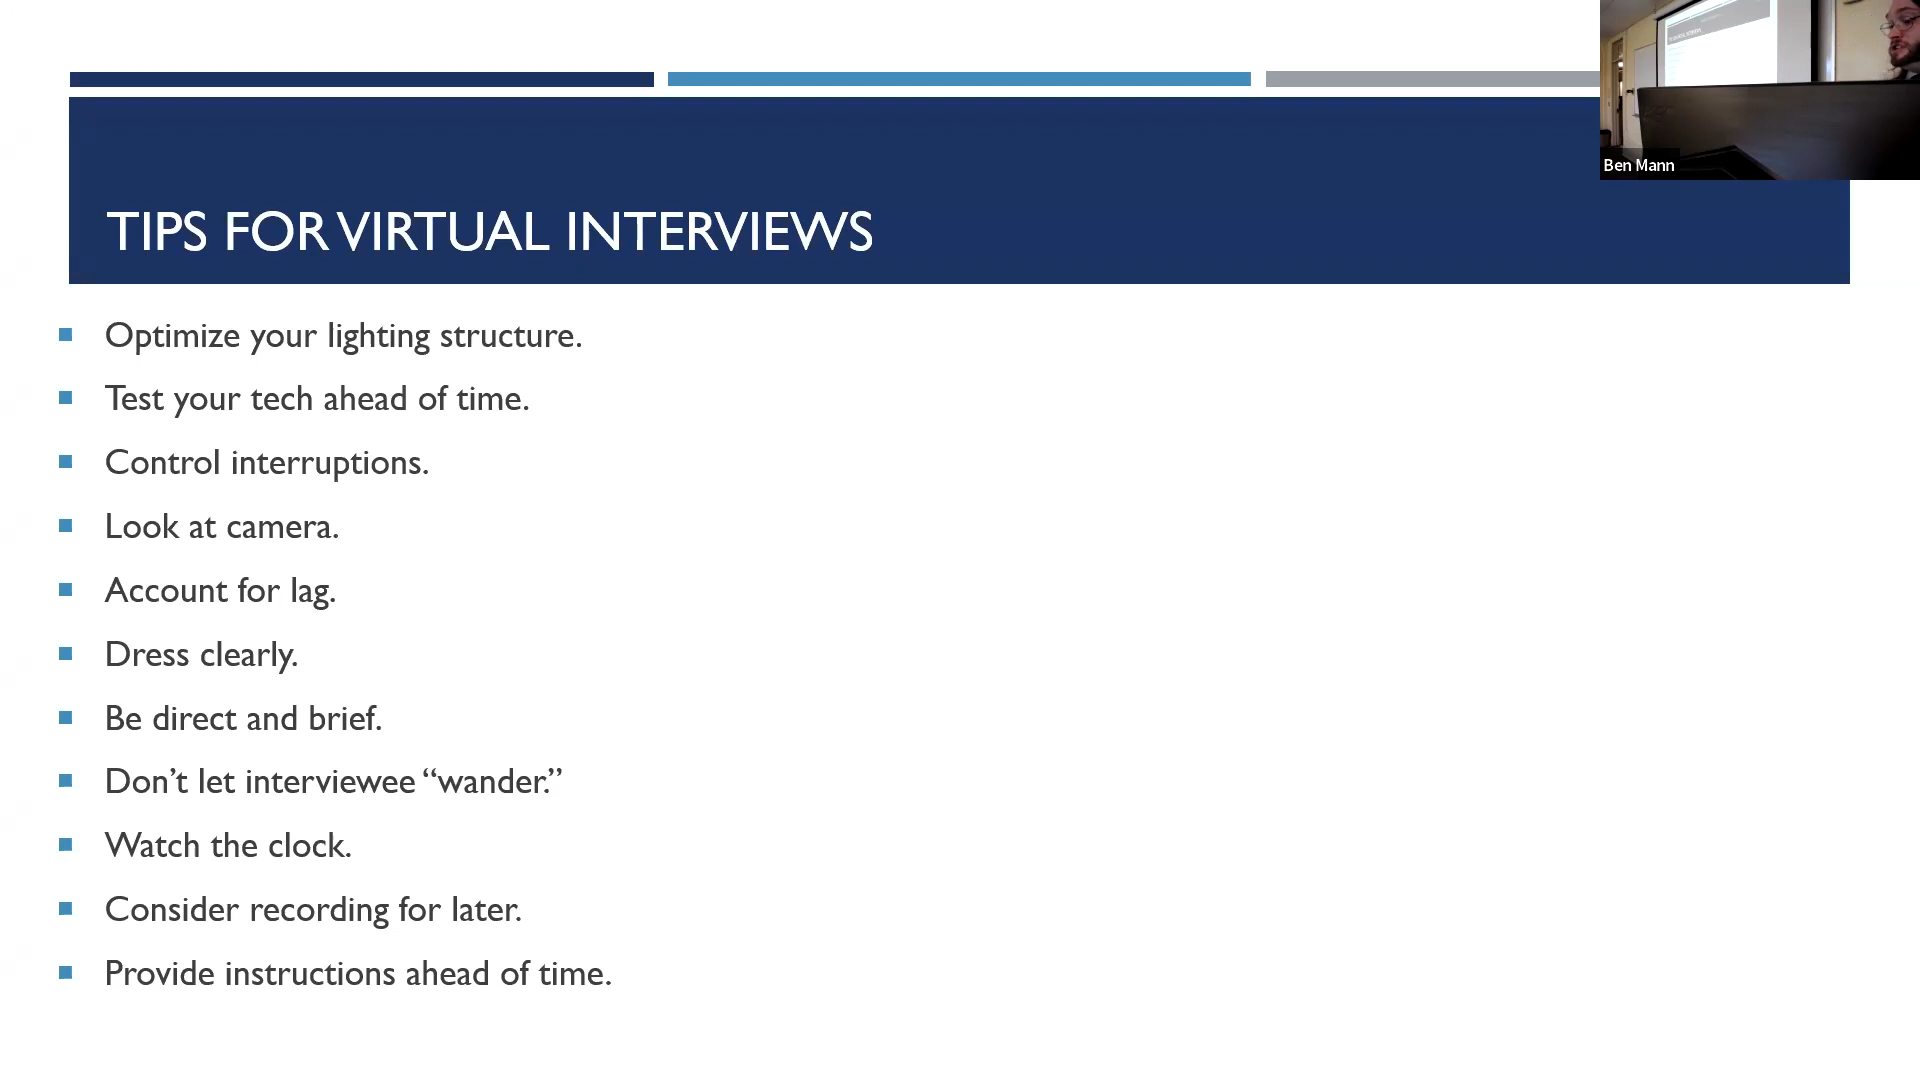 Ben Mann
TIPS FOR VIRTUAL INTERVIEWS
Optimize your lighting structure.
Test your tech ahead of time.
Control interruptions.
Look at camera.
Account for lag.
Dress clearly.
Be direct and brief.
Don’t let interviewee “wander.”
Watch the clock.
Consider recording for later.
Provide instructions ahead of time.